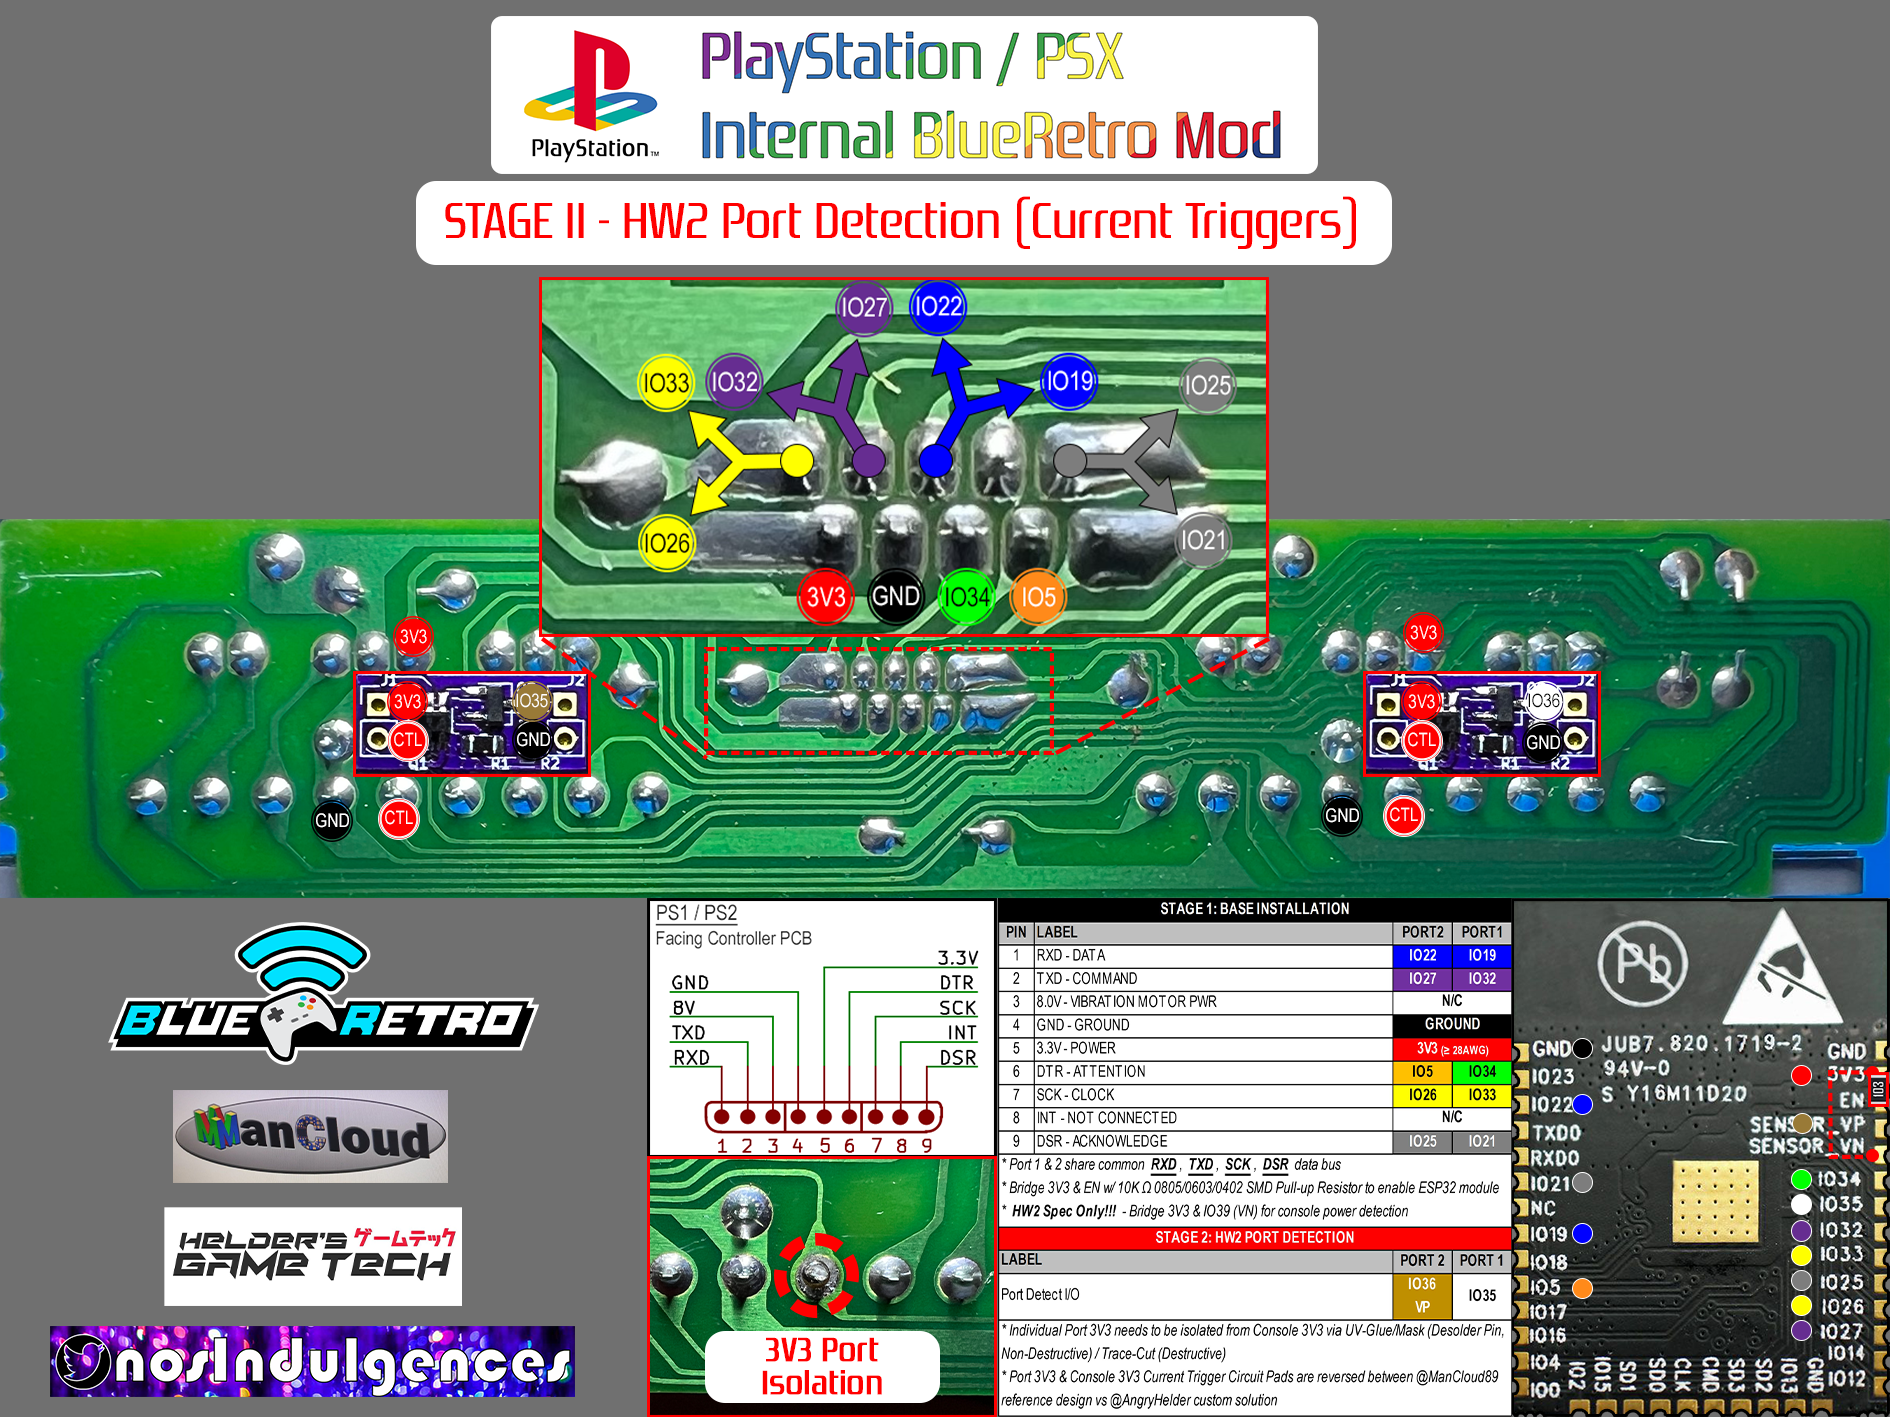 PlayStation™
PlayStation / PSX
Internal BlueRetro Mod
STAGE II - HW2 Port Detection (Current Triggers)
IO27
IO22
IO33
IO32
IO19
IO25
IO26
IO21
3V3
GND
IO34
IO5
3V3
J1
J2
3V3
IO35
CTL
GND
Q1
R1
R2
GND
CTL
3V3
J1
J2
3V3
IO36
CTL
GND
Q1
R1
R2
GND
CTL
BLUERETRO
ManCloud
HELDER'S ゲームテック
GAME TECH
nosIndulgences
PS1 / PS2
Facing Controller PCB
3.3V
GND
DTR
8V
SCK
TXD
INT
RXD
DSR
1 2 3 4 5 6 7 8 9
3V3 Port
Isolation
STAGE 1: BASE INSTALLATION
PIN LABEL PORT2 PORT1
1 RXD - DATA IO22 IO19
2 TXD - COMMAND IO27 IO32
3 8.0V - VIBRATION MOTOR PWR N/C
4 GND - GROUND GROUND
5 3.3V - POWER 3V3 (≥ 28AWG)
6 DTR - ATTENTION IO5 IO34
7 SCK - CLOCK IO26 IO33
8 INT - NOT CONNECTED N/C
9 DSR - ACKNOWLEDGE IO25 IO21
* Port 1 & 2 share common RXD , TXD , SCK , DSR data bus
* Bridge 3V3 & EN w/ 10K Ω 0805/0603/0402 SMD Pull-up Resistor to enable ESP32 module
* HW2 Spec Only!!! - Bridge 3V3 & IO39 (VN) for console power detection
STAGE 2: HW2 PORT DETECTION
LABEL PORT 2 PORT 1
Port Detect I/O IO36 VP IO35
* Individual Port 3V3 needs to be isolated from Console 3V3 via UV-Glue/Mask (Desolder Pin,
Non-Destructive) / Trace-Cut (Destructive)
* Port 3V3 & Console 3V3 Current Trigger Circuit Pads are reversed between @ManCloud89
reference design vs @AngryHelder custom solution
Pb
JUB7.820.1719-2
94V-0
S Y16M11D20
GND
IO23
IO22
TXD0
RXD0
IO21
NC
IO19
IO18
IO5
IO17
IO16
IO4
IO0
GND
3V3
103
EN
SENSOR_VP
SENSOR_VN
IO34
IO35
IO32
IO33
IO25
IO26
IO27
IO14
IO12
IO2
IO15
SD1
SD0
CLK
CMD
SD3
SD2
IO13
GND